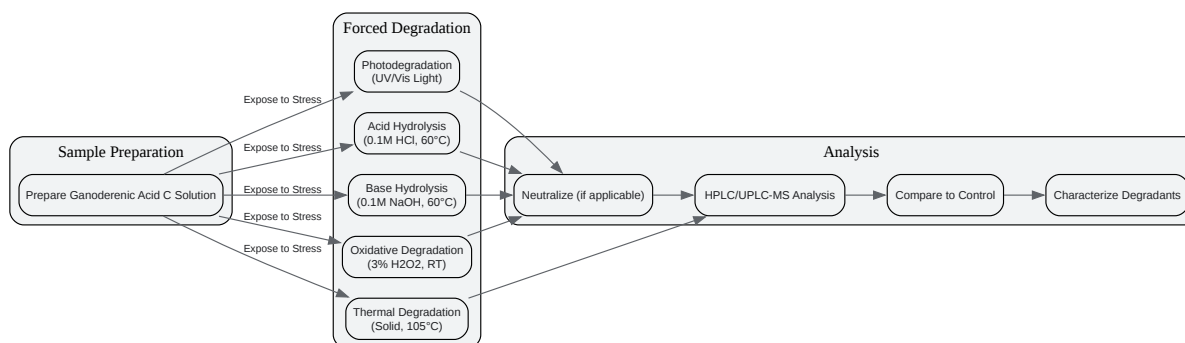 Forced Degradation
Photodegradation
(UV/Vis Light)
Expose to Stress
Acid Hydrolysis
(0.1M HCl, 60°C)
Expose to Stress
Sample Preparation
Analysis
Prepare Ganoderenic Acid C Solution
Expose to Stress
Base Hydrolysis
(0.1M NaOH, 60°C)
Neutralize (if applicable)
HPLC/UPLC-MS Analysis
Compare to Control
Characterize Degradants
Expose to Stress
Oxidative Degradation
(3% H2O2, RT)
Expose to Stress
Thermal Degradation
(Solid, 105°C)